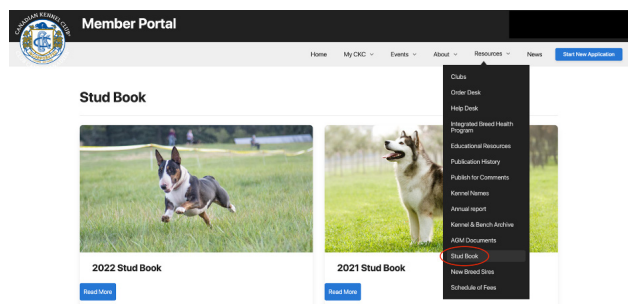 CANADIAN KENNEL CLUB
Member Portal
Home My CKC Events About Resources News Start New Application
Clubs
Order Desk
Help Desk
Integrated Breed Health
Program
Educational Resources
Publication History
Publish for Comments
Kennel Names
Annual report
Kennel & Bench Archive
AGM Documents
Stud Book
New Breed Sires
Schedule of Fees
Stud Book
2022 Stud Book
Read More
2021 Stud Book
Read More